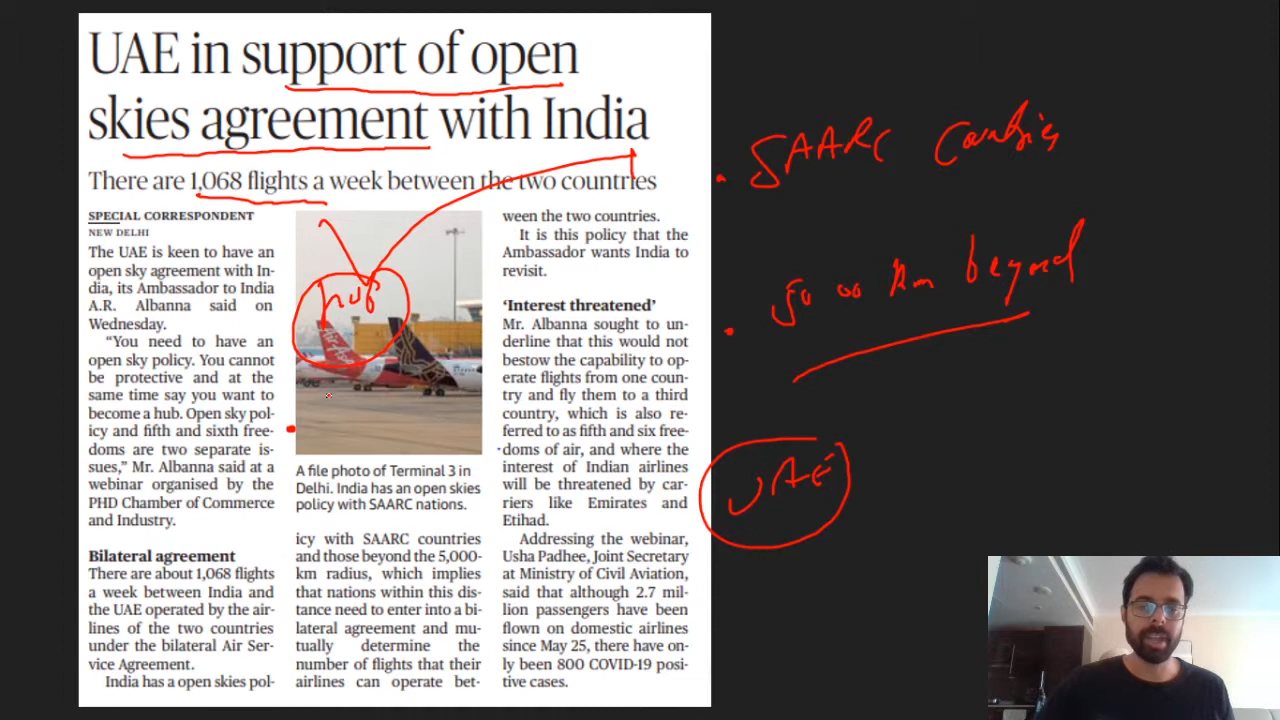 UAE in support of open
skies agreement with India
There are 1,068 flights a week between the two countries
SPECIAL CORRESPONDENT
NEW DELHI
The UAE is keen to have an
open sky agreement with In-
dia, its Ambassador to India
A.R. Albanna said on
Wednesday.
“You need to have an
open sky policy. You cannot
be protective and at the
same time say you want to
become a hub. Open sky pol-
icy and fifth and sixth free-
doms are two separate is-
sues,” Mr. Albanna said at a
webinar organised by the
PHD Chamber of Commerce
and Industry.
Bilateral agreement
There are about 1,068 flights
a week between India and
the UAE operated by the air-
lines of the two countries
under the bilateral Air Ser-
vice Agreement.
India has a open skies pol-
hub
AirAsia
A file photo of Terminal 3 in
Delhi. India has an open skies
policy with SAARC nations.
icy with SAARC countries
and those beyond the 5,000-
km radius, which implies
that nations within this dis-
tance need to enter into a bi-
lateral agreement and mu-
tually determine the
number of flights that their
airlines can operate bet-
ween the two countries.
It is this policy that the
Ambassador wants India to
revisit.
‘Interest threatened’
Mr. Albanna sought to un-
derline that this would not
bestow the capability to op-
erate flights from one coun-
try and fly them to a third
country, which is also re-
ferred to as fifth and six free-
doms of air, and where the
interest of Indian airlines
will be threatened by car-
riers like Emirates and
Etihad.
Addressing the webinar,
Usha Padhee, Joint Secretary
at Ministry of Civil Aviation,
said that although 2.7 mil-
lion passengers have been
flown on domestic airlines
since May 25, there have on-
ly been 800 COVID-19 posi-
tive cases.
. SAARC Countries
. 5000 km beyond
UAE